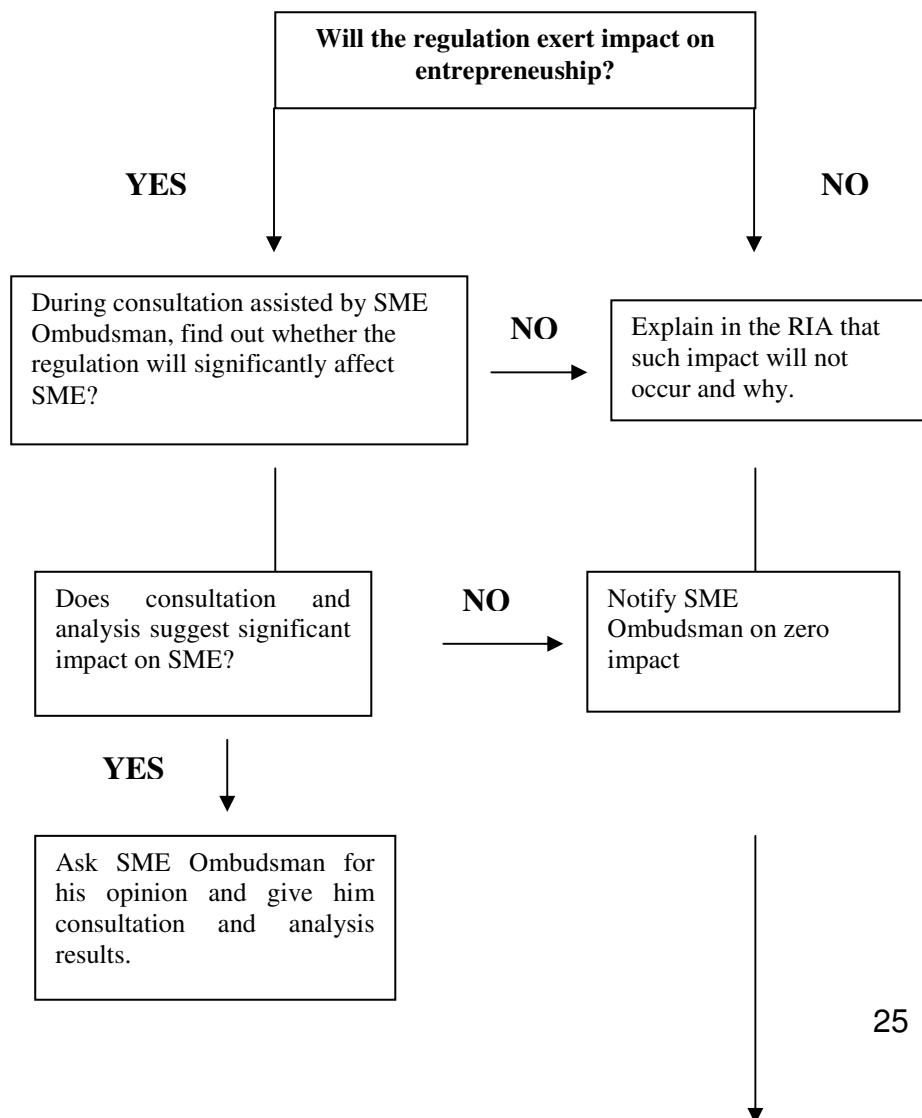 Will the regulation exert impact on
entrepreneuship?
YES
NO
During consultation assisted by SME
Ombudsman, find out whether the
regulation will significantly affect
SME?
NO
Explain in the RIA that
such impact will not
occur and why.
Does consultation and
analysis suggest significant
impact on SME?
NO
Notify SME
Ombudsman on zero
impact
YES
Ask SME Ombudsman for
his opinion and give him
consultation and analysis
results.
25